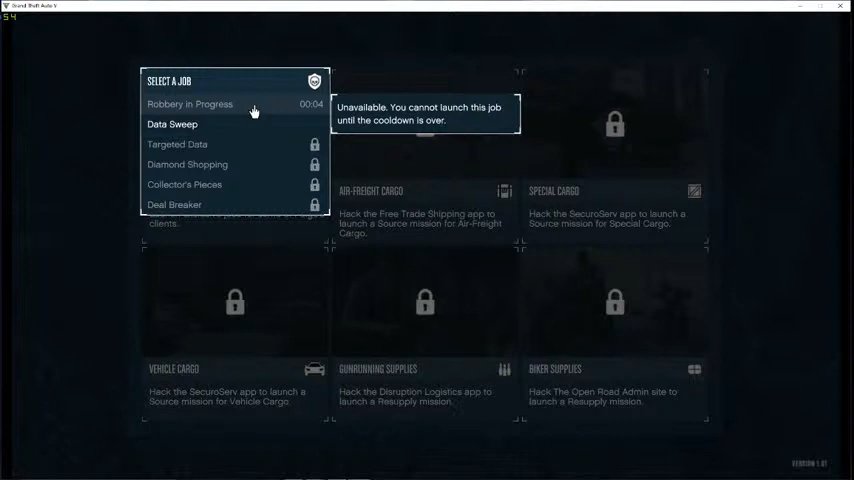 Grand Theft Auto V
54
SELECT A JOB
Robbery in Progress 00:04
Data Sweep
Targeted Data
Diamond Shopping
Collector's Pieces
Deal Breaker
Unavailable. You cannot launch this job
until the cooldown is over.
clients.
AIR-FREIGHT CARGO
Hack the Free Trade Shipping app to
launch a Source mission for Air-Freight
Cargo.
SPECIAL CARGO
Hack the SecuroServ app to launch a
Source mission for Special Cargo.
VEHICLE CARGO
Hack the SecuroServ app to launch a
Source mission for Vehicle Cargo.
GUNRUNNING SUPPLIES
Hack the Disruption Logistics app to
launch a Resupply mission.
BIKER SUPPLIES
Hack The Open Road Admin site to
launch a Resupply mission.
VERSION 1.01